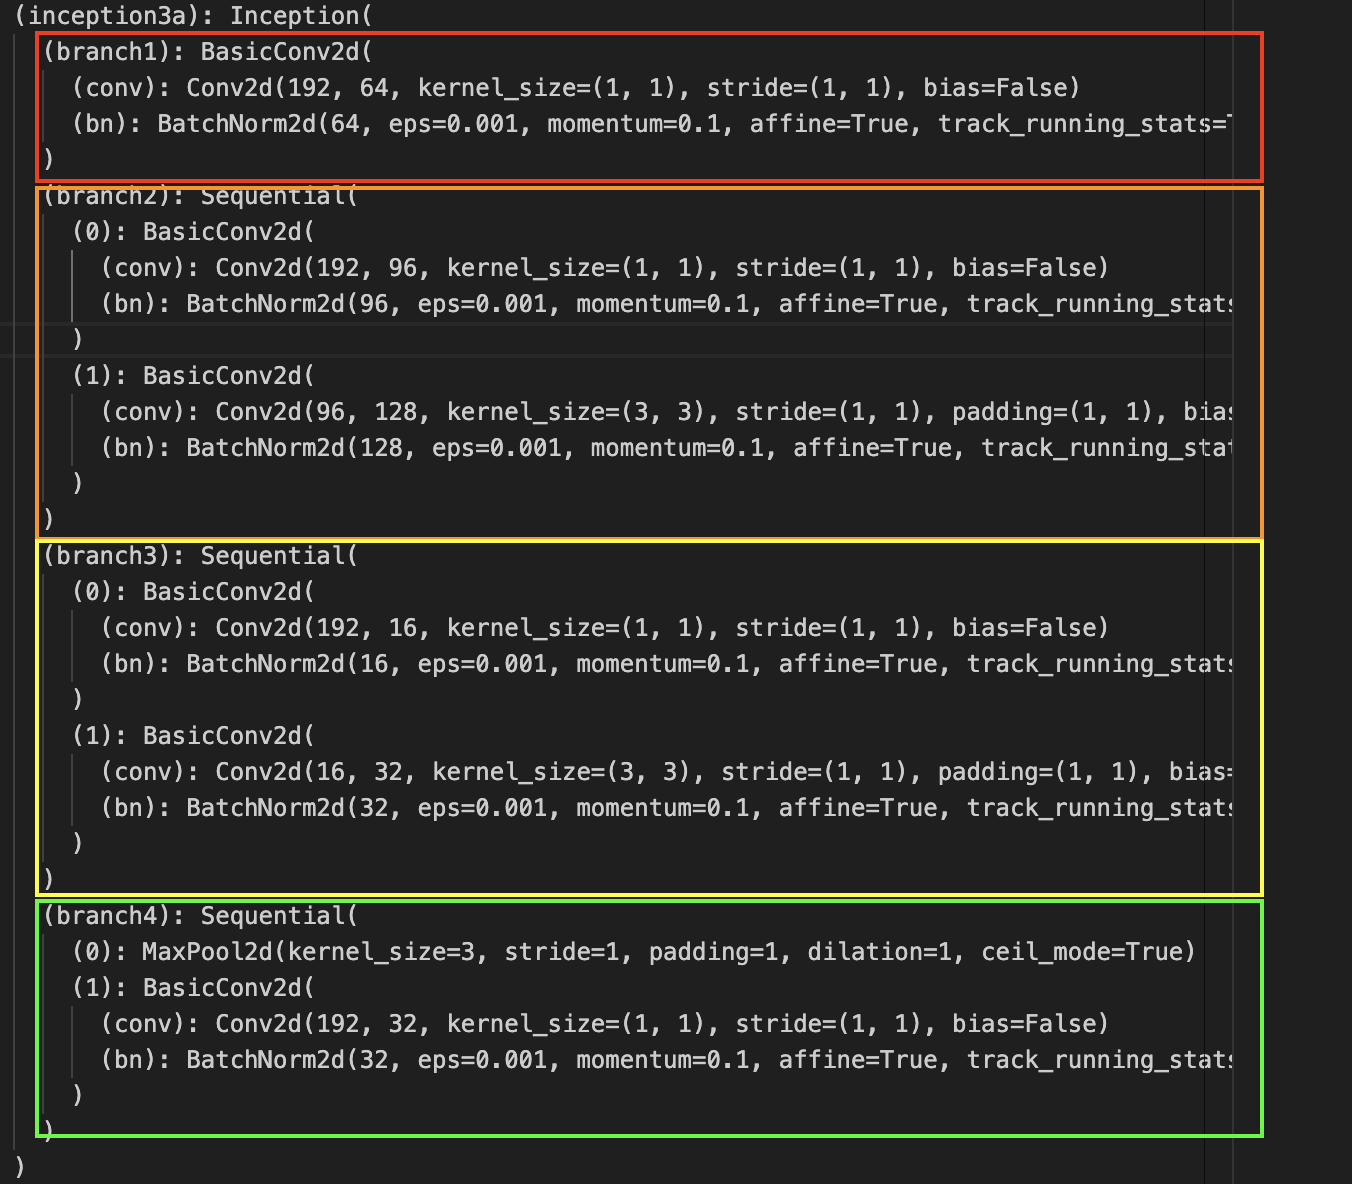 (inception3a): Inception(
(branch1): BasicConv2d(
(conv): Conv2d(192, 64, kernel_size=(1, 1), stride=(1, 1), bias=False)
(bn): BatchNorm2d(64, eps=0.001, momentum=0.1, affine=True, track_running_stats=
)
(branch2): Sequential(
(0): BasicConv2d(
(conv): Conv2d(192, 96, kernel_size=(1, 1), stride=(1, 1), bias=False)
(bn): BatchNorm2d(96, eps=0.001, momentum=0.1, affine=True, track_running_stats
)
(1): BasicConv2d(
(conv): Conv2d(96, 128, kernel_size=(3, 3), stride=(1, 1), padding=(1, 1), bias
(bn): BatchNorm2d(128, eps=0.001, momentum=0.1, affine=True, track_running_stat
)
)
(branch3): Sequential(
(0): BasicConv2d(
(conv): Conv2d(192, 16, kernel_size=(1, 1), stride=(1, 1), bias=False)
(bn): BatchNorm2d(16, eps=0.001, momentum=0.1, affine=True, track_running_stats
)
(1): BasicConv2d(
(conv): Conv2d(16, 32, kernel_size=(3, 3), stride=(1, 1), padding=(1, 1), bias=
(bn): BatchNorm2d(32, eps=0.001, momentum=0.1, affine=True, track_running_stats
)
)
(branch4): Sequential(
(0): MaxPool2d(kernel_size=3, stride=1, padding=1, dilation=1, ceil_mode=True)
(1): BasicConv2d(
(conv): Conv2d(192, 32, kernel_size=(1, 1), stride=(1, 1), bias=False)
(bn): BatchNorm2d(32, eps=0.001, momentum=0.1, affine=True, track_running_stats
)
)
)